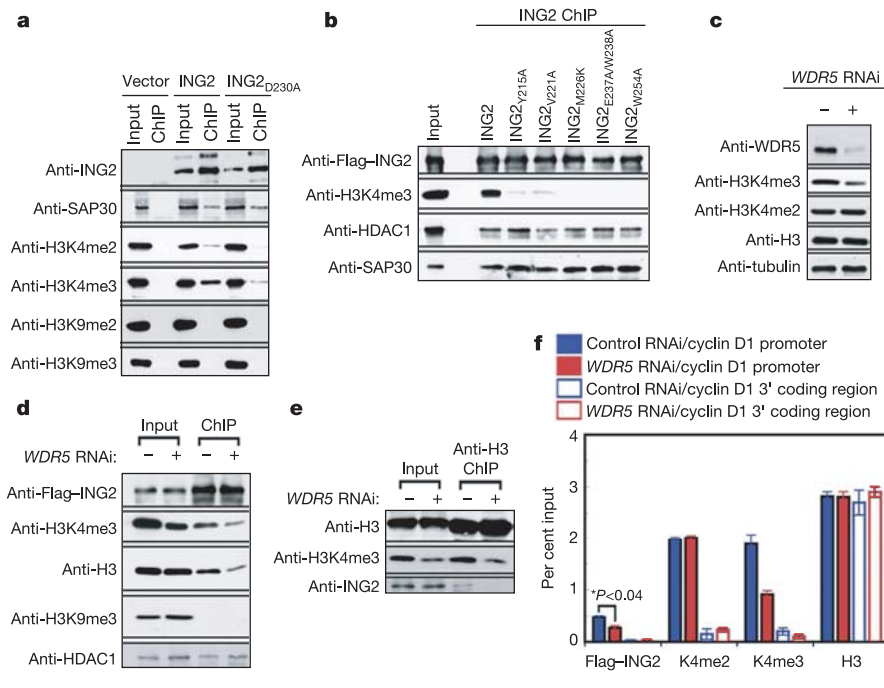 a
Vector ING2 ING2D230A
Input ChIP Input ChIP Input ChIP
Anti-ING2
Anti-SAP30
Anti-H3K4me2
Anti-H3K4me3
Anti-H3K9me2
Anti-H3K9me3
b
ING2 ChIP
Input ING2 ING2Y215A ING2V221A ING2M226K ING2E237A/W238A ING2W254A
Anti-Flag–ING2
Anti-H3K4me3
Anti-HDAC1
Anti-SAP30
c
WDR5 RNAi
– +
Anti-WDR5
Anti-H3K4me3
Anti-H3K4me2
Anti-H3
Anti-tubulin
d
Input ChIP
WDR5 RNAi: – + – +
Anti-Flag–ING2
Anti-H3K4me3
Anti-H3
Anti-H3K9me3
Anti-HDAC1
e
Anti-H3
Input ChIP
WDR5 RNAi: – + – +
Anti-H3
Anti-H3K4me3
Anti-ING2
f
Control RNAi/cyclin D1 promoter
WDR5 RNAi/cyclin D1 promoter
Control RNAi/cyclin D1 3' coding region
WDR5 RNAi/cyclin D1 3' coding region
Per cent input
4
3
2
1
0
*P<0.04
Flag–ING2 K4me2 K4me3 H3